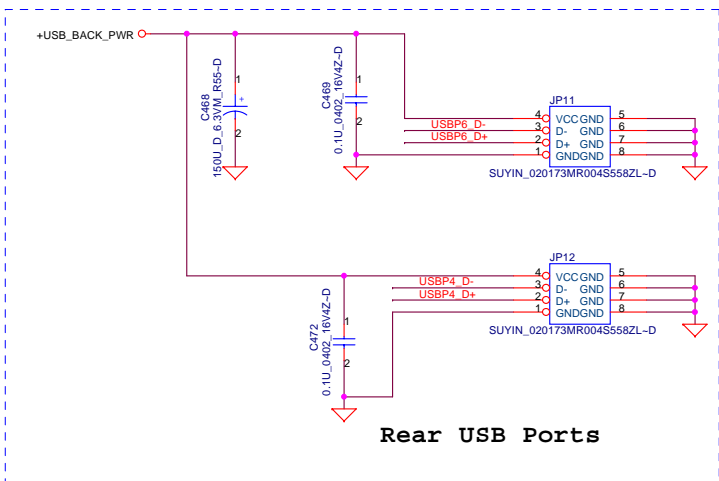 +USB_BACK_PWR
1
+
2
C468
150U_D_6.3VM_R55~D
1
2
C469
0.1U_0402_16V4Z~D
JP11
4 VCC GND 5
USBP6_D- 3 D- GND 6
USBP6_D+ 2 D+ GND 7
1 GND GND 8
SUYIN_020173MR004S558ZL~D
JP12
4 VCC GND 5
USBP4_D- 3 D- GND 6
USBP4_D+ 2 D+ GND 7
1 GND GND 8
SUYIN_020173MR004S558ZL~D
1
2
C472
0.1U_0402_16V4Z~D
Rear USB Ports